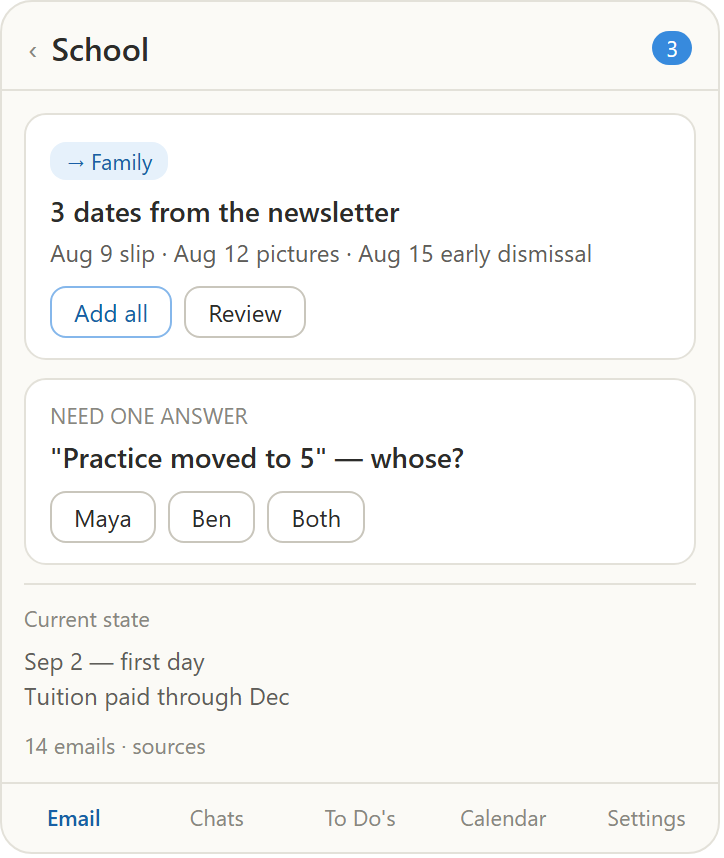 ‹ School 3
→ Family
3 dates from the newsletter
Aug 9 slip · Aug 12 pictures · Aug 15 early dismissal
Add all Review
NEED ONE ANSWER
"Practice moved to 5" — whose?
Maya Ben Both
Current state
Sep 2 — first day
Tuition paid through Dec
14 emails · sources
Email Chats To Do's Calendar Settings